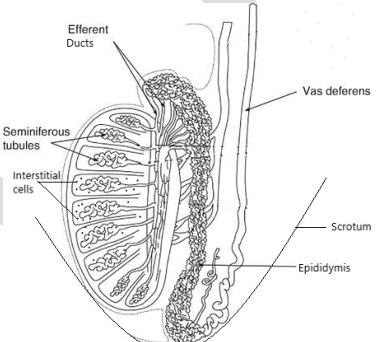 Efferent
Ducts
Vas deferens
Seminiferous
tubules
Interstitial
cells
Scrotum
Epididymis